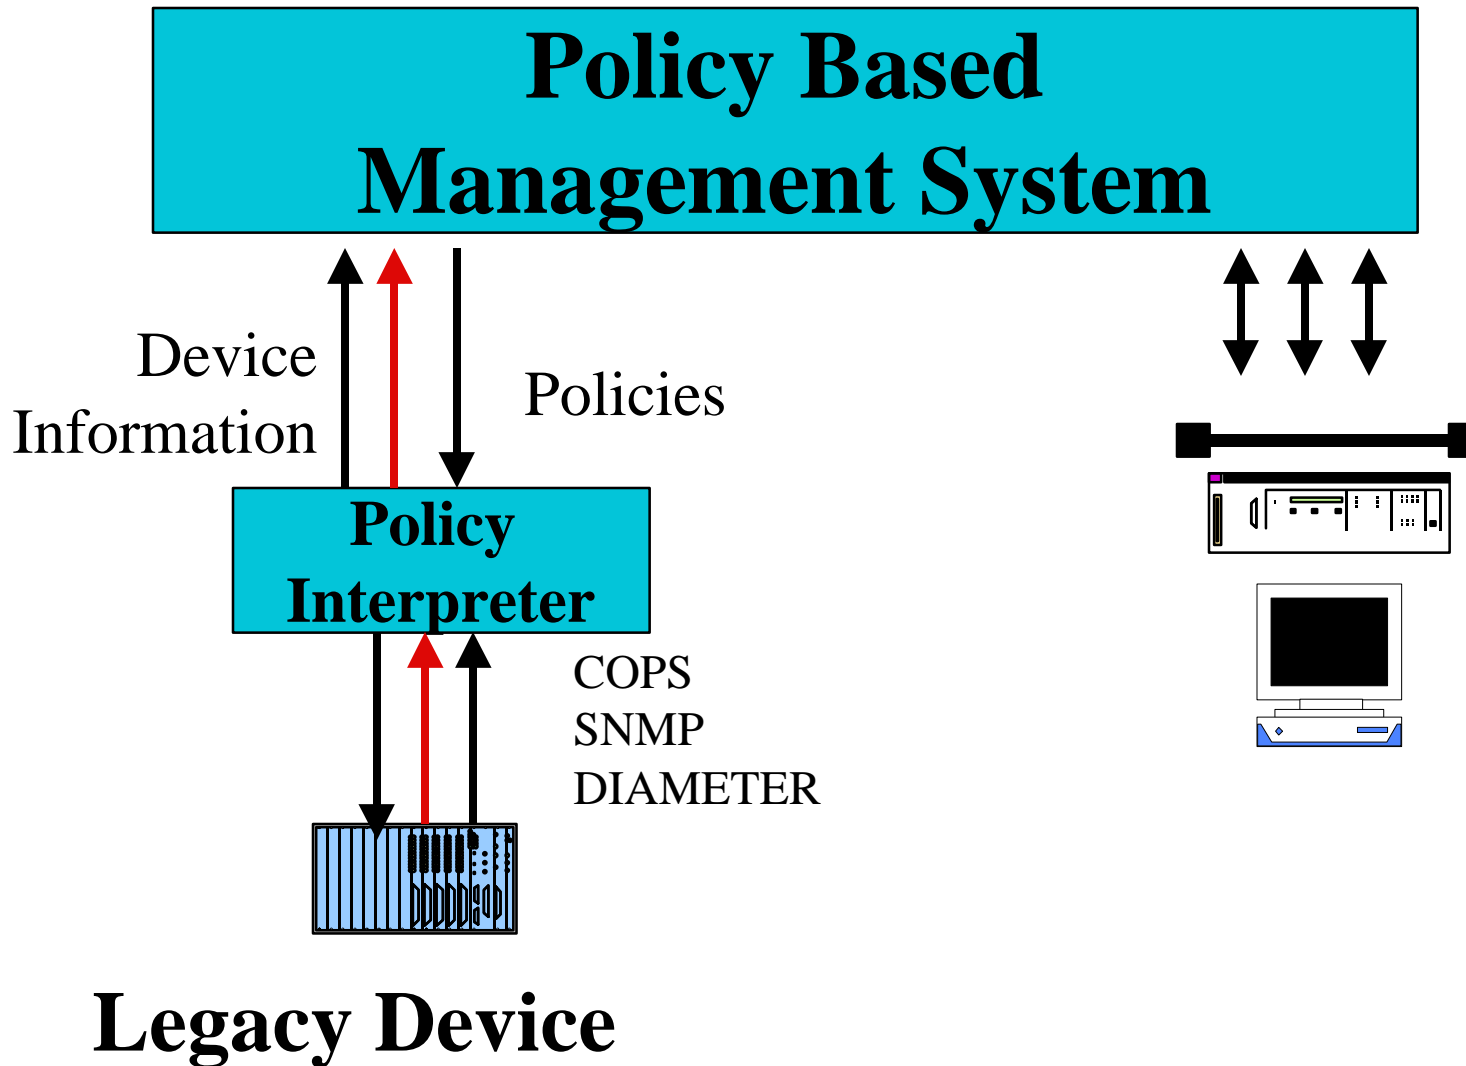 Policy Based
Management System
Device
Information
Policies
Policy
Interpreter
COPS
SNMP
DIAMETER
Legacy Device